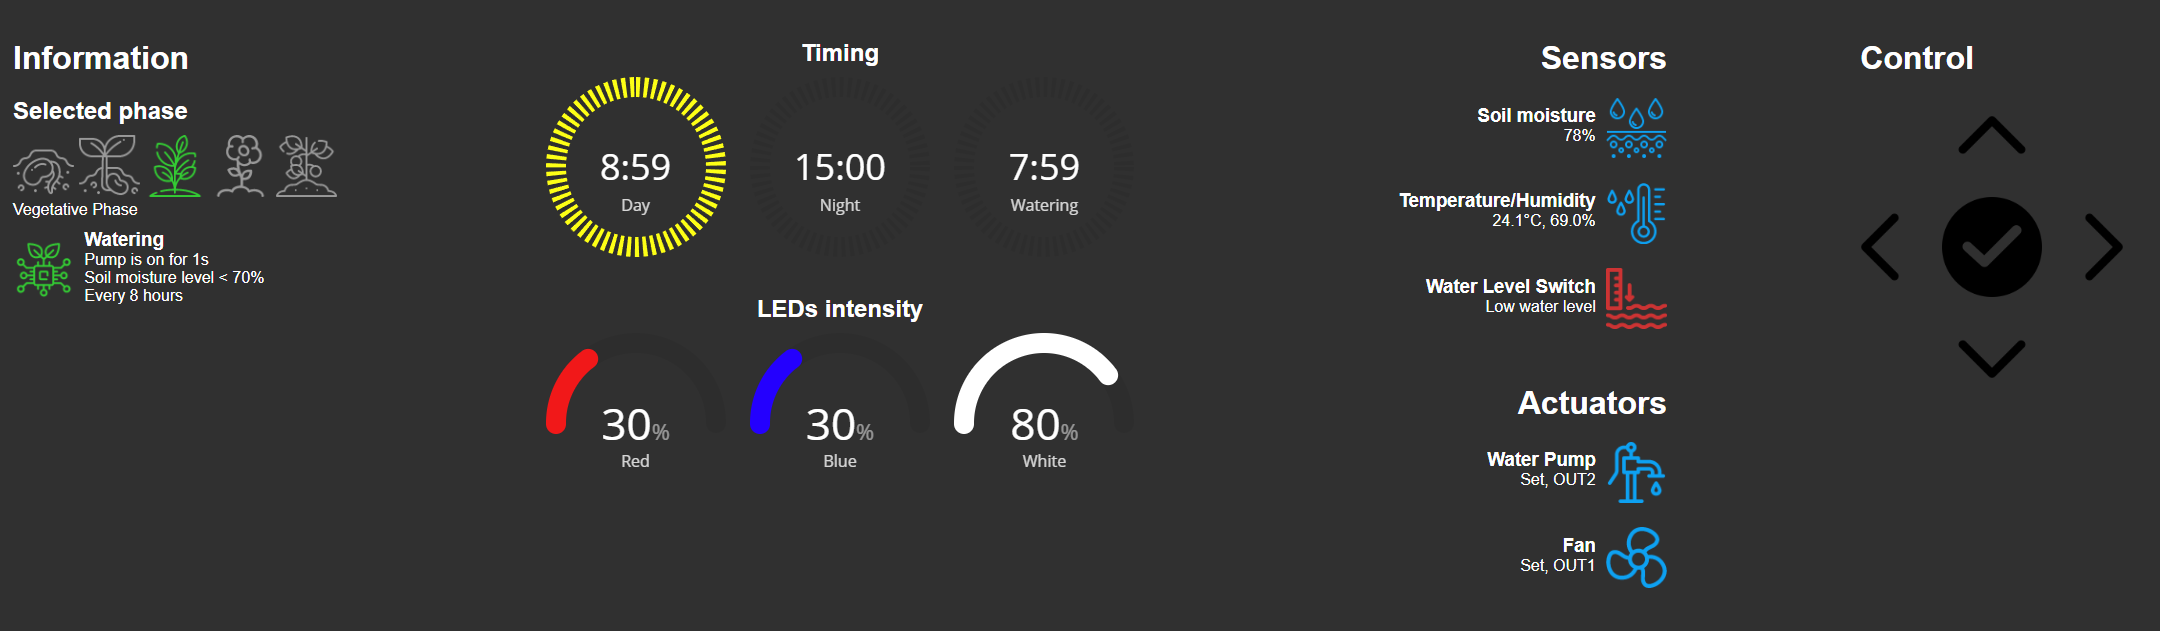 Information
Selected phase
Vegetative Phase
Watering
Pump is on for 1s
Soil moisture level < 70%
Every 8 hours
Timing
8:59
Day
15:00
Night
7:59
Watering
LEDs intensity
30%
Red
30%
Blue
80%
White
Sensors
Soil moisture
78%
Temperature/Humidity
24.1°C, 69.0%
Water Level Switch
Low water level
Actuators
Water Pump
Set, OUT2
Fan
Set, OUT1
Control